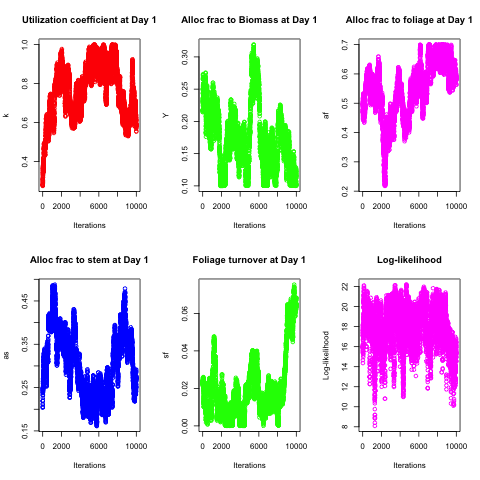 Utilization coefficient at Day 1
k
0.4 0.6 0.8 1.0
0 2000 6000 10000
Iterations
Alloc frac to Biomass at Day 1
Y
0.10 0.15 0.20 0.25 0.30
0 2000 6000 10000
Iterations
Alloc frac to foliage at Day 1
af
0.2 0.3 0.4 0.5 0.6 0.7
0 2000 6000 10000
Iterations
Alloc frac to stem at Day 1
as
0.15 0.25 0.35 0.45
0 2000 6000 10000
Iterations
Foliage turnover at Day 1
sf
0.00 0.02 0.04 0.06
0 2000 6000 10000
Iterations
Log-likelihood
Log-likelihood
8 10 12 14 16 18 20 22
0 2000 6000 10000
Iterations